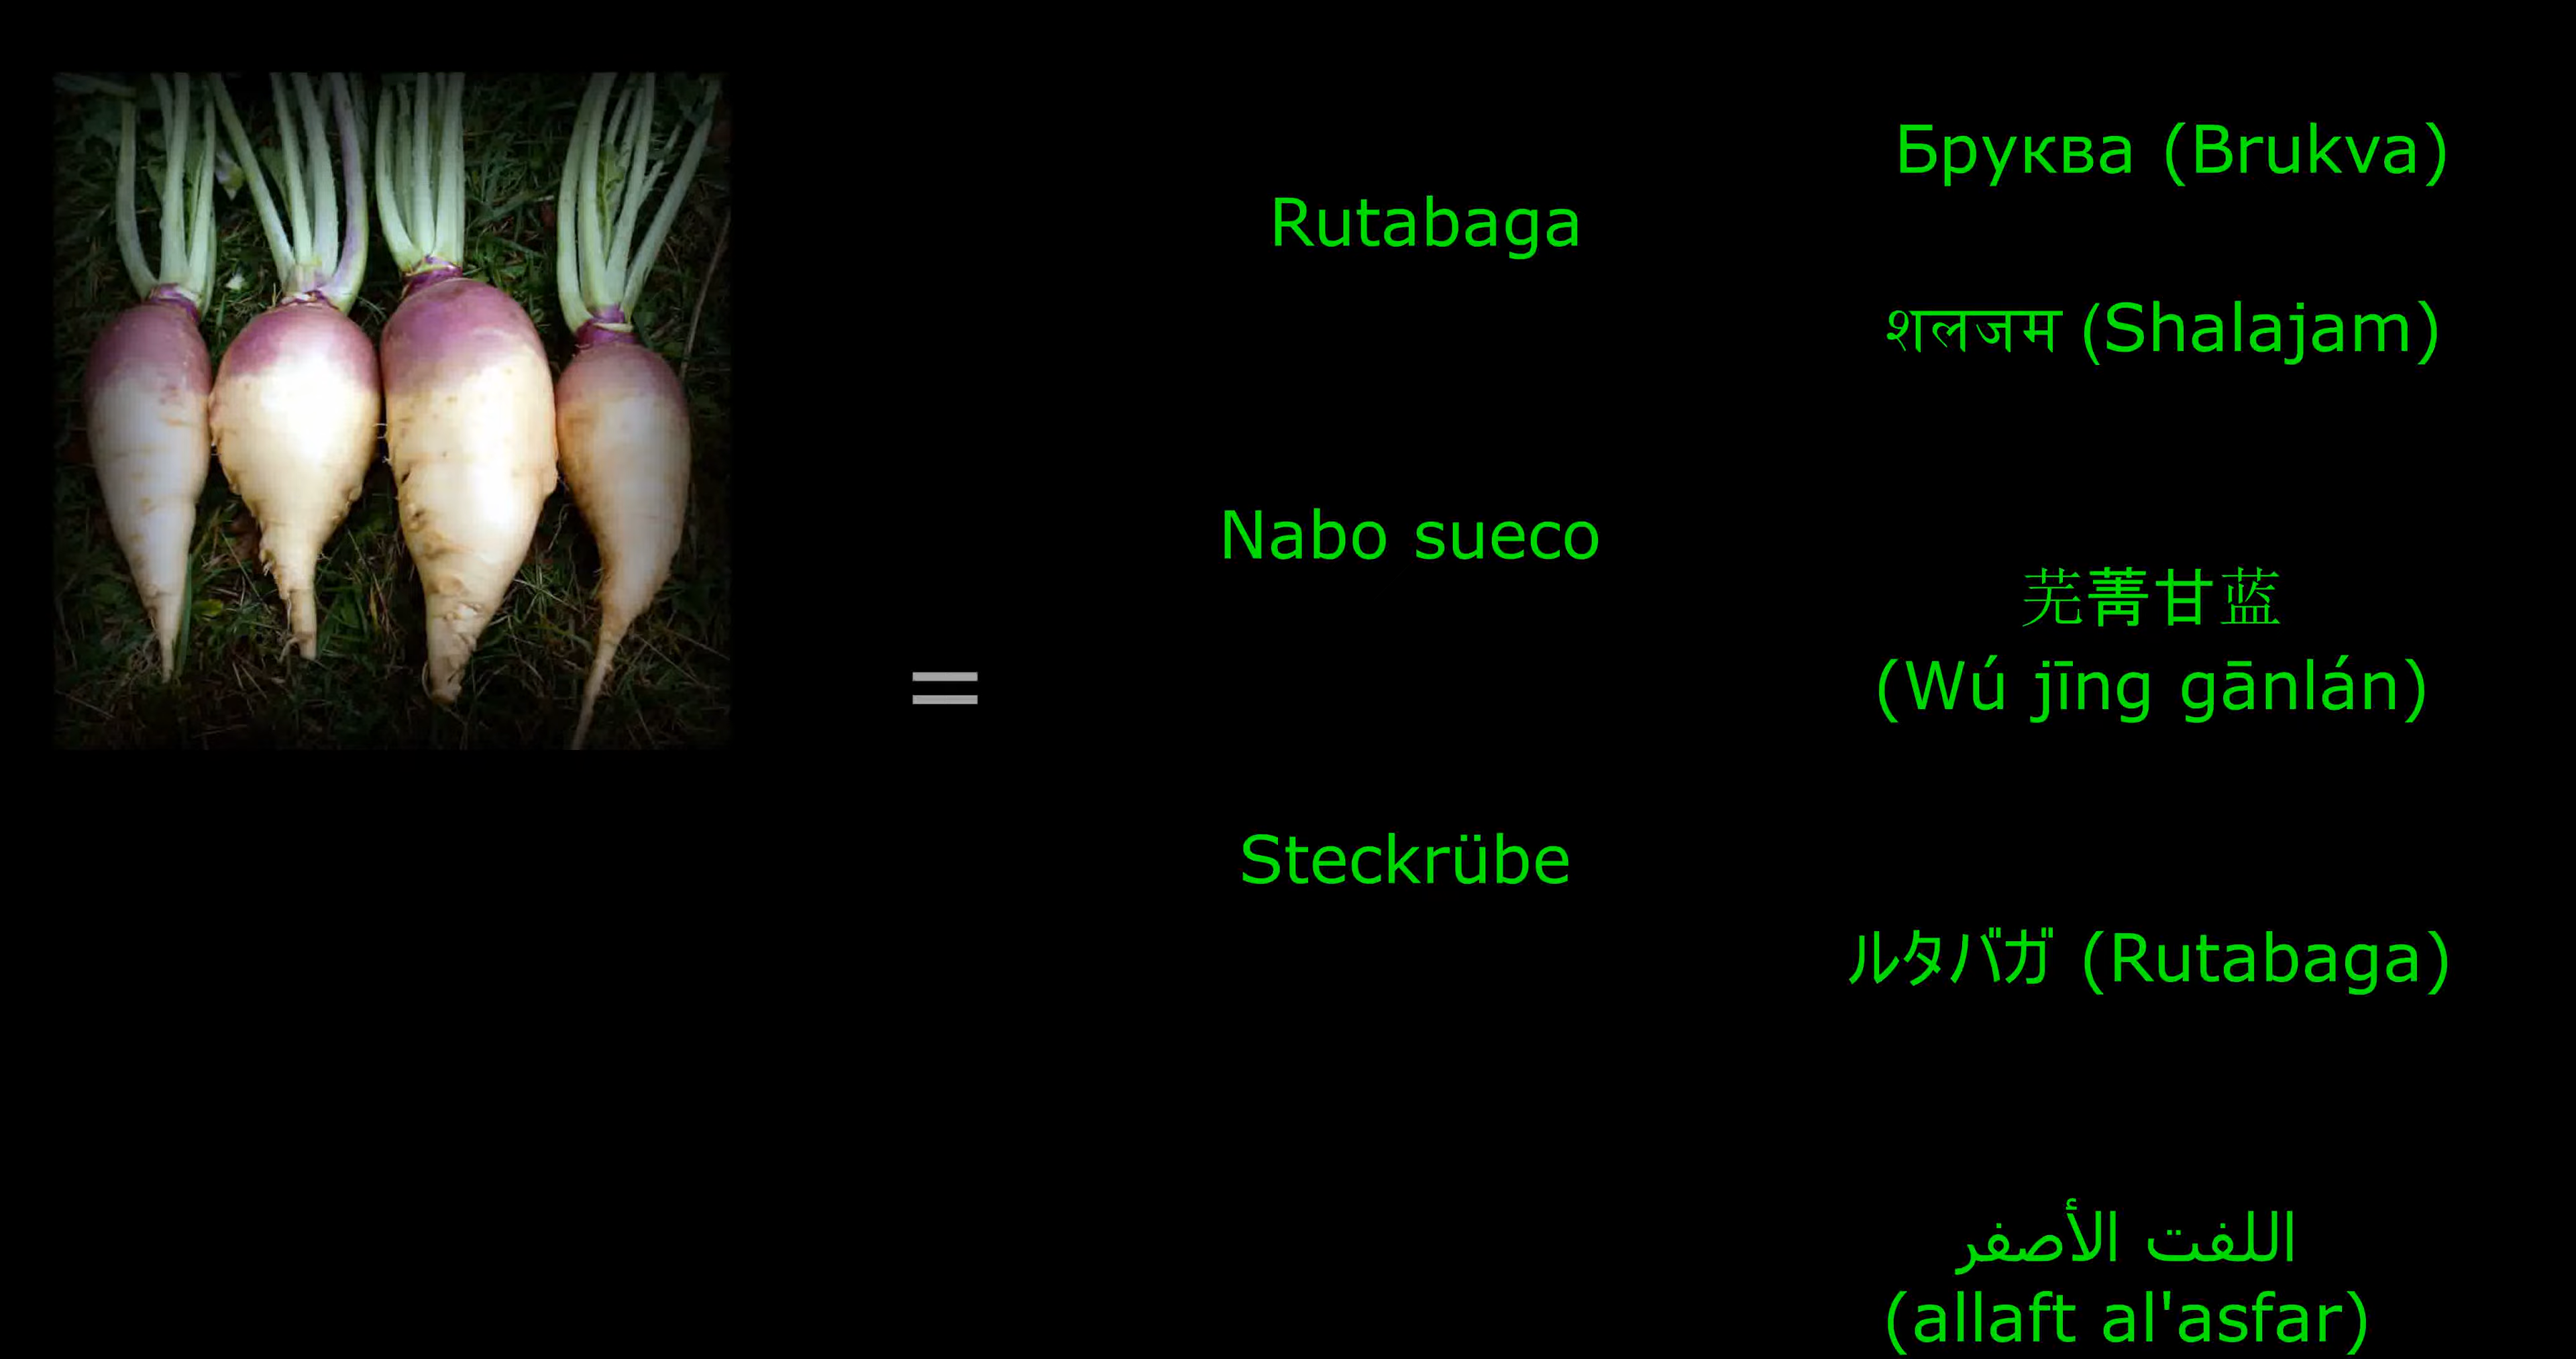 Rutabaga
Nabo sueco
=
Steckrübe
Бруква (Brukva)
शलजम (Shalajam)
芜菁甘蓝
(Wú jīng gānlán)
ルタバガ (Rutabaga)
اللفت الأصفر
(allaft al'asfar)